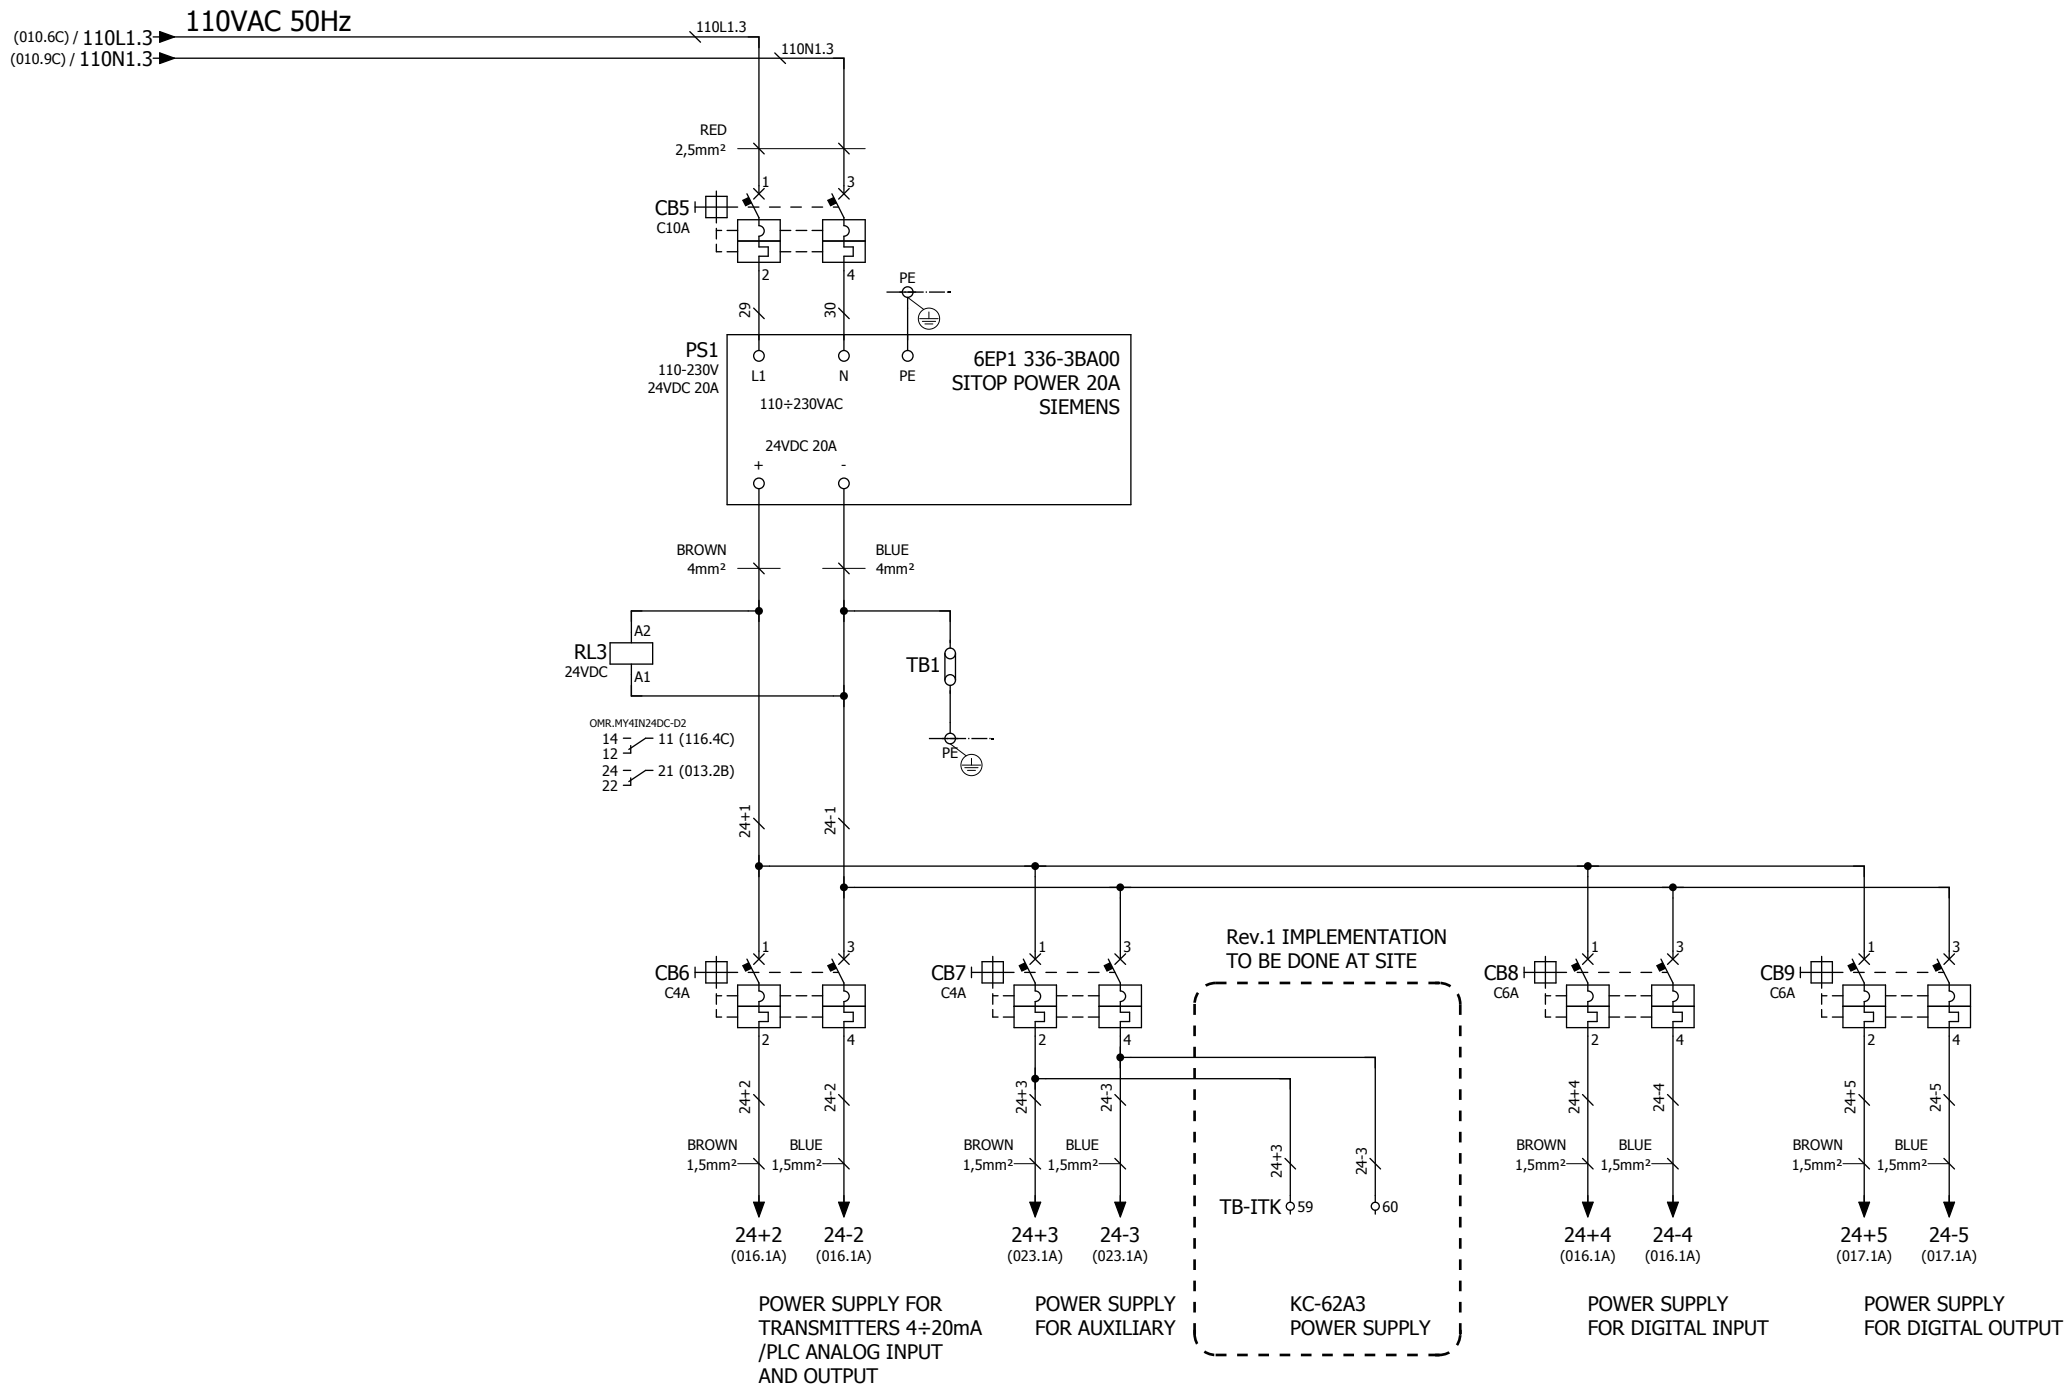 110VAC 50Hz
(010.6C) / 110L1.3
(010.9C) / 110N1.3
110L1.3
110N1.3
RED
2,5mm²
1
3
CB5
C10A
2
4
PE
29
30
PS1
110-230V
24VDC 20A
L1
N
PE
6EP1 336-3BA00
SITOP POWER 20A
SIEMENS
110÷230VAC
24VDC 20A
+
-
BROWN
4mm²
BLUE
4mm²
RL3
24VDC
A2
A1
TB1
PE
OMR.MY4IN24DC-D2
14
11 (116.4C)
12
24
21 (013.2B)
22
24+1
24-1
Rev.1 IMPLEMENTATION
TO BE DONE AT SITE
CB6
C4A
1
3
2
4
CB7
C4A
1
3
2
4
CB8
C6A
1
3
2
4
CB9
C6A
1
3
2
4
24+2
24-2
24+3
24-3
24+4
24-4
24+5
24-5
BROWN
1,5mm²
BLUE
1,5mm²
BROWN
1,5mm²
BLUE
1,5mm²
24+3
24-3
BROWN
1,5mm²
BLUE
1,5mm²
BROWN
1,5mm²
BLUE
1,5mm²
TB-ITK
59
60
24+2
(016.1A)
24-2
(016.1A)
24+3
(023.1A)
24-3
(023.1A)
24+4
(016.1A)
24-4
(016.1A)
24+5
(017.1A)
24-5
(017.1A)
POWER SUPPLY FOR
TRANSMITTERS 4÷20mA
/PLC ANALOG INPUT
AND OUTPUT
POWER SUPPLY
FOR AUXILIARY
KC-62A3
POWER SUPPLY
POWER SUPPLY
FOR DIGITAL INPUT
POWER SUPPLY
FOR DIGITAL OUTPUT